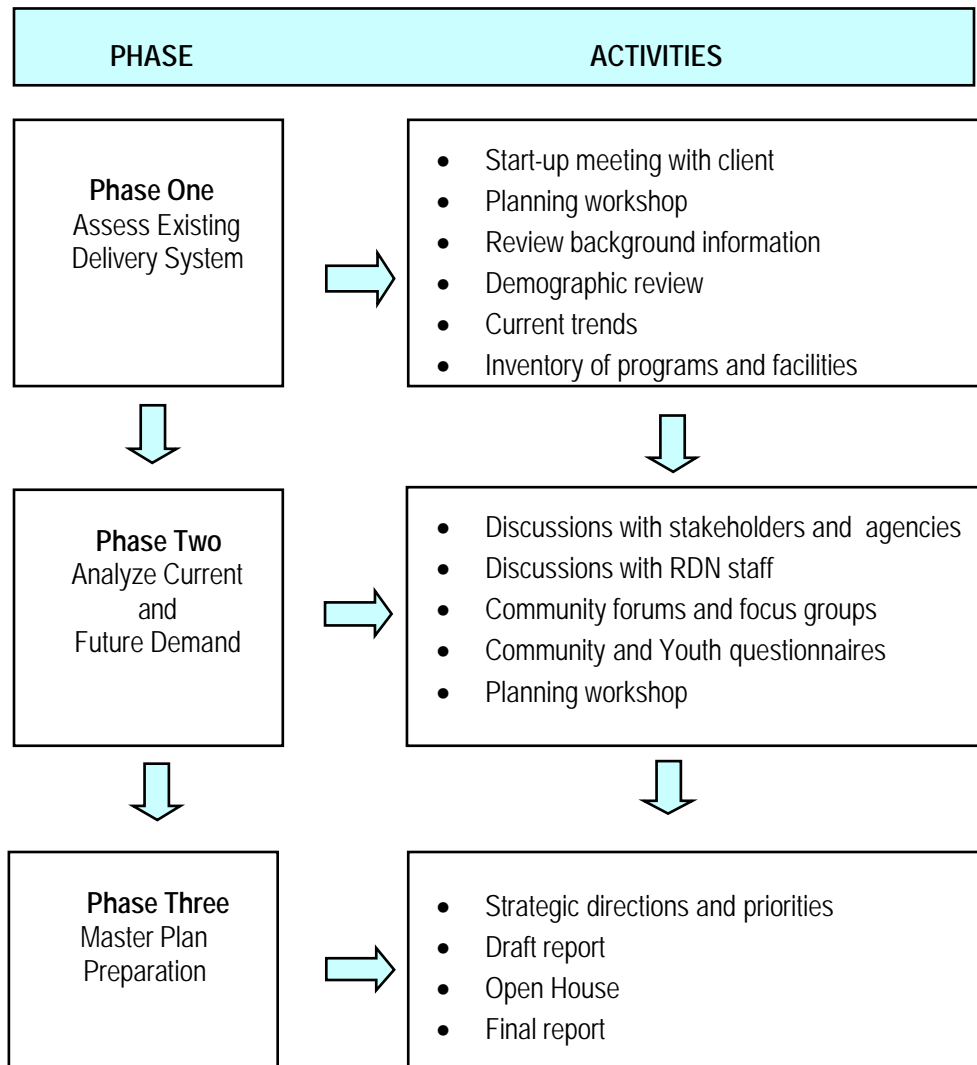 PHASE ACTIVITIES
Phase One
Assess Existing
Delivery System
• Start-up meeting with client
• Planning workshop
• Review background information
• Demographic review
• Current trends
• Inventory of programs and facilities
Phase Two
Analyze Current
and
Future Demand
• Discussions with stakeholders and agencies
• Discussions with RDN staff
• Community forums and focus groups
• Community and Youth questionnaires
• Planning workshop
Phase Three
Master Plan
Preparation
• Strategic directions and priorities
• Draft report
• Open House
• Final report